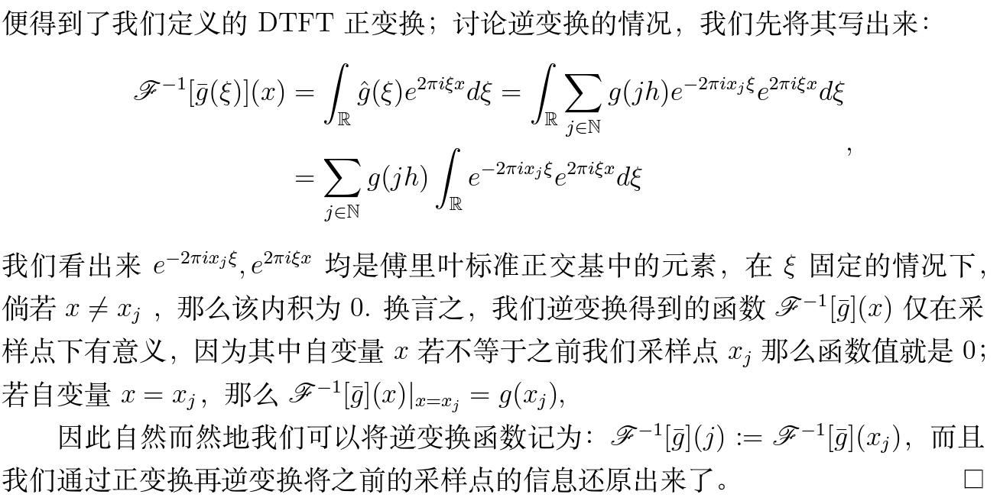 便得到了我们定义的 DTFT 正变换；讨论逆变换的情况，我们先将其写出来：
$\mathscr{F}^{-1}[\bar{g}(\xi)](x) = \int_{\mathbb{R}} \hat{g}(\xi)e^{2\pi i\xi x}d\xi = \int_{\mathbb{R}} \sum_{j\in\mathbb{N}} g(jh)e^{-2\pi ix_j\xi}e^{2\pi i\xi x}d\xi$
$= \sum_{j\in\mathbb{N}} g(jh) \int_{\mathbb{R}} e^{-2\pi ix_j\xi}e^{2\pi i\xi x}d\xi$ ,
我们看出来 $e^{-2\pi ix_j\xi}, e^{2\pi i\xi x}$ 均是傅里叶标准正交基中的元素，在 $\xi$ 固定的情况下，
倘若 $x \neq x_j$ ，那么该内积为 0. 换言之，我们逆变换得到的函数 $\mathscr{F}^{-1}[\bar{g}](x)$ 仅在采
样点下有意义，因为其中自变量 $x$ 若不等于之前我们采样点 $x_j$ 那么函数值就是 0；
若自变量 $x = x_j$，那么 $\mathscr{F}^{-1}[\bar{g}](x)|_{x=x_j} = g(x_j)$,
因此自然而然地我们可以将逆变换函数记为：$\mathscr{F}^{-1}[\bar{g}](j) := \mathscr{F}^{-1}[\bar{g}](x_j)$，而且
我们通过正变换再逆变换将之前的采样点的信息还原出来了。 □